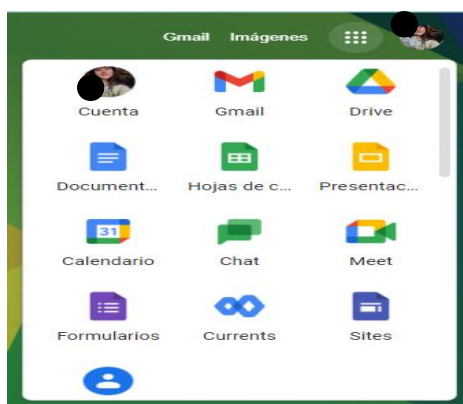 Gmail Imágenes
Cuenta Gmail Drive
Document... Hojas de c... Presentac...
31
Calendario Chat Meet
Formularios Currents Sites